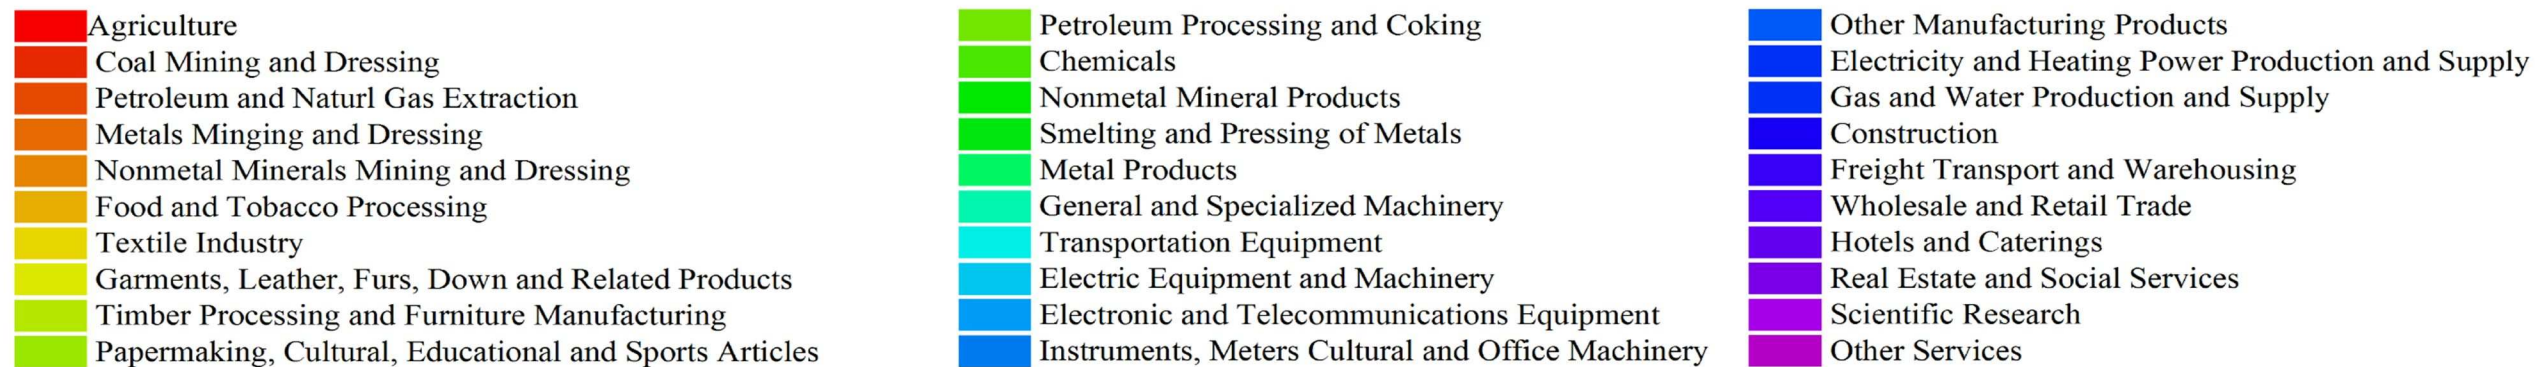 Agriculture
Coal Mining and Dressing
Petroleum and Naturl Gas Extraction
Metals Minging and Dressing
Nonmetal Minerals Mining and Dressing
Food and Tobacco Processing
Textile Industry
Garments, Leather, Furs, Down and Related Products
Timber Processing and Furniture Manufacturing
Papermaking, Cultural, Educational and Sports Articles
Petroleum Processing and Coking
Chemicals
Nonmetal Mineral Products
Smelting and Pressing of Metals
Metal Products
General and Specialized Machinery
Transportation Equipment
Electric Equipment and Machinery
Electronic and Telecommunications Equipment
Instruments, Meters Cultural and Office Machinery
Other Manufacturing Products
Electricity and Heating Power Production and Supply
Gas and Water Production and Supply
Construction
Freight Transport and Warehousing
Wholesale and Retail Trade
Hotels and Caterings
Real Estate and Social Services
Scientific Research
Other Services